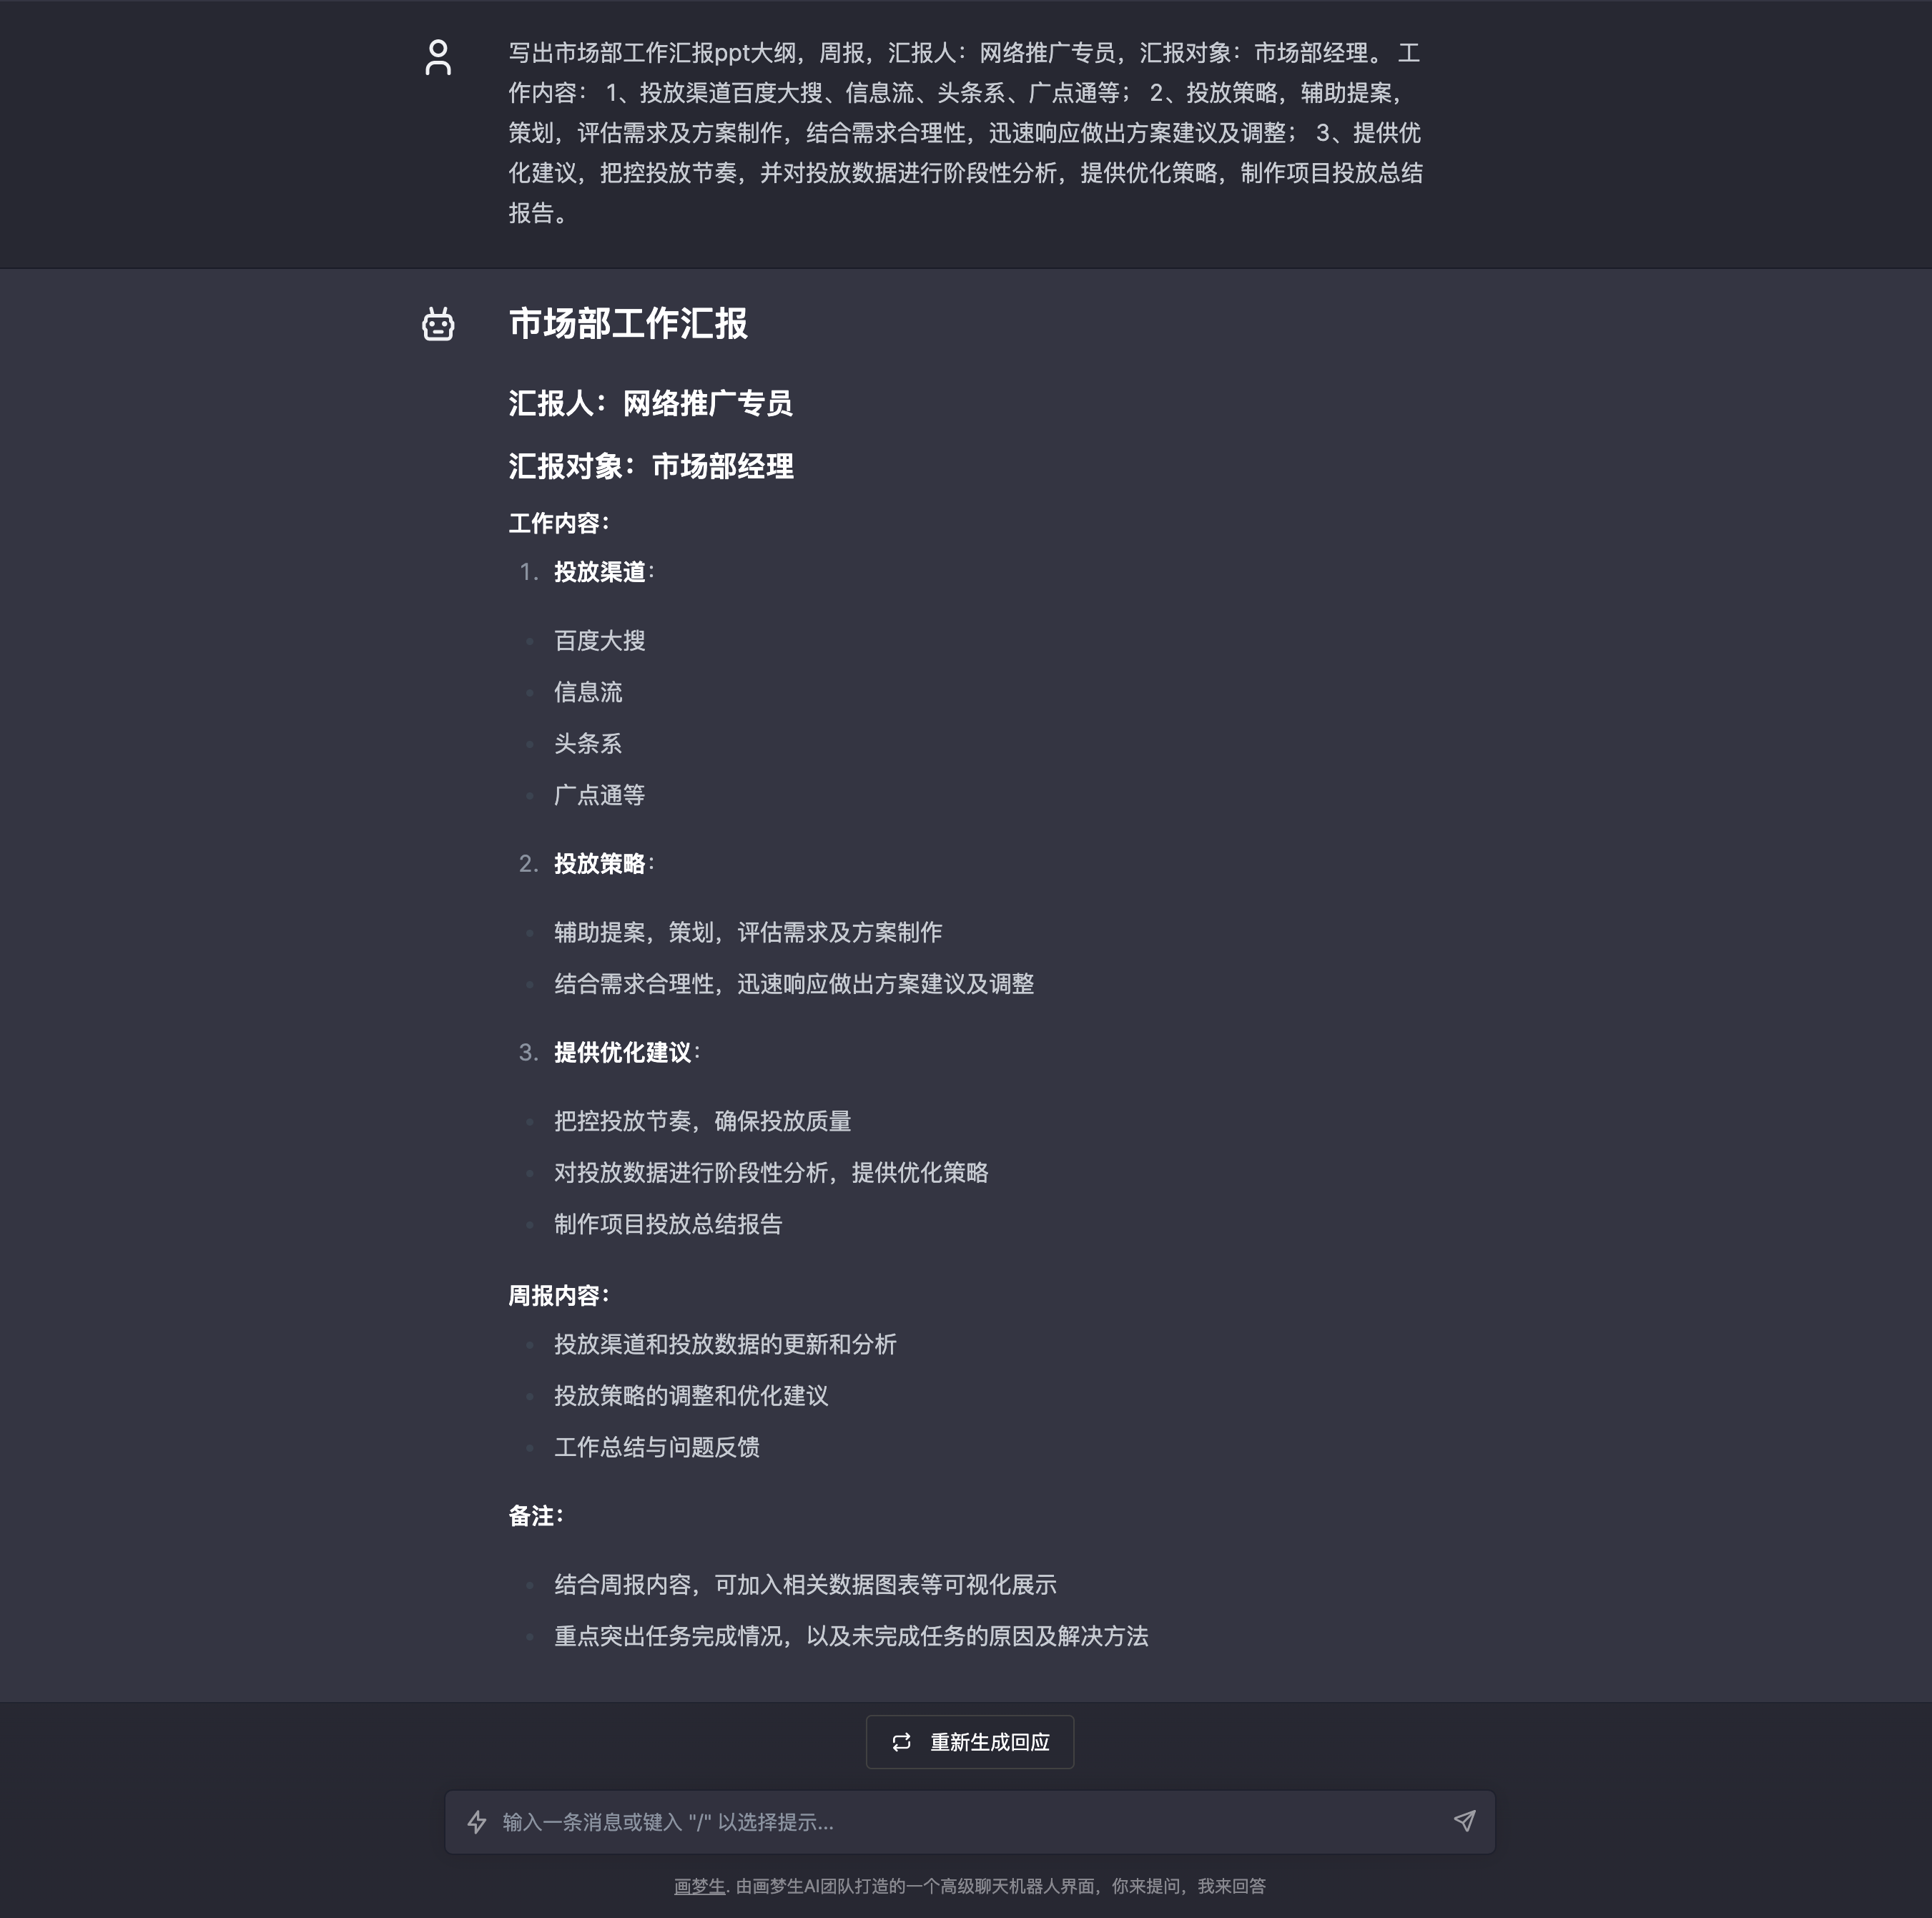 写出市场部工作汇报ppt大纲，周报，汇报人：网络推广专员，汇报对象：市场部经理。 工
作内容： 1、投放渠道百度大搜、信息流、头条系、广点通等； 2、投放策略，辅助提案，
策划，评估需求及方案制作，结合需求合理性，迅速响应做出方案建议及调整； 3、提供优
化建议，把控投放节奏，并对投放数据进行阶段性分析，提供优化策略，制作项目投放总结
报告。
市场部工作汇报
汇报人：网络推广专员
汇报对象：市场部经理
工作内容：
1. 投放渠道：
百度大搜
信息流
头条系
广点通等
2. 投放策略：
辅助提案，策划，评估需求及方案制作
结合需求合理性，迅速响应做出方案建议及调整
3. 提供优化建议：
把控投放节奏，确保投放质量
对投放数据进行阶段性分析，提供优化策略
制作项目投放总结报告
周报内容：
投放渠道和投放数据的更新和分析
投放策略的调整和优化建议
工作总结与问题反馈
备注：
结合周报内容，可加入相关数据图表等可视化展示
重点突出任务完成情况，以及未完成任务的原因及解决方法
重新生成回应
输入一条消息或键入 "/" 以选择提示...
画梦生. 由画梦生AI团队打造的一个高级聊天机器人界面，你来提问，我来回答